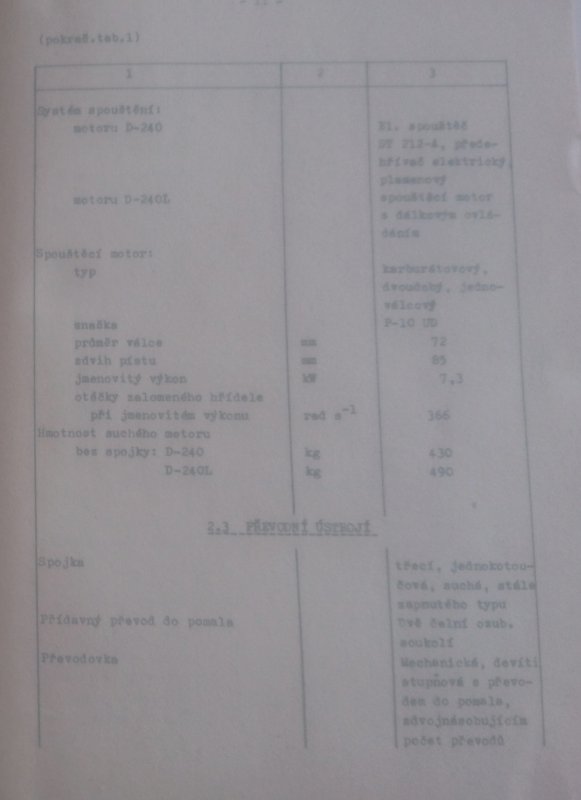 - 11 -
(pokrač.tab.1)
1 2 3
Systém spouštění:
motoru D-240 El. spouštěč
ST 212-A, přede-
hřívač elektrický,
plamenový
motoru D-240L spouštěcí motor
s dálkovým ovlá-
dáním
Spouštěcí motor:
typ karburátorový,
dvoudobý, jedno-
válcový
značka P-10 UD
průměr válce mm 72
zdvih pístu mm 85
jmenovitý výkon kW 7,3
otáčky zalomeného hřídele
při jmenovitém výkonu rad s-1 366
Hmotnost suchého motoru
bez spojky: D-240 kg 430
D-240L kg 490
2.3 PŘEVODNÍ ÚSTROJÍ
Spojka třecí, jednokotou-
čová, suchá, stále
zapnutého typu
Přídavný převod do pomala Dvě čelní ozub.
soukolí
Převodovka Mechanická, devíti
stupňová s převo-
dem do pomala,
zdvojnásobujícím
počet převodů